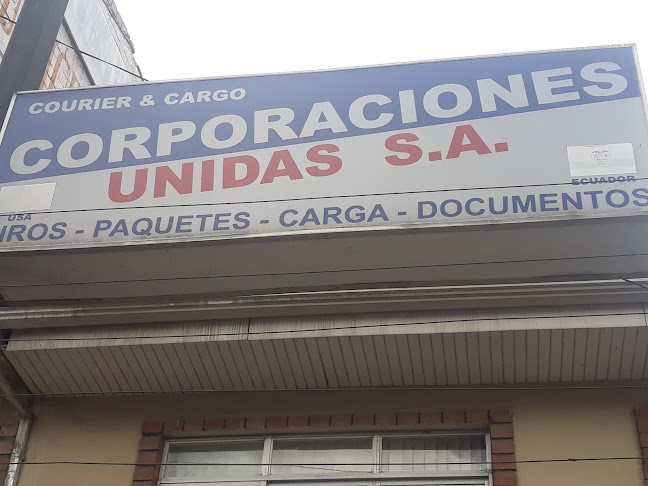 COURIER & CARGO
CORPORACIONES
UNIDAS S.A.
USA
ECUADOR
IROS - PAQUETES - CARGA - DOCUMENTOS